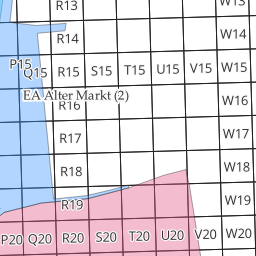 R13 W13
R14 W14
P15 Q15 R15 S15 T15 U15 V15 W15
EA Alter Markt (2)
R16 W16
R17 W17
R18 W18
R19 W19
P20 Q20 R20 S20 T20 U20 V20 W20